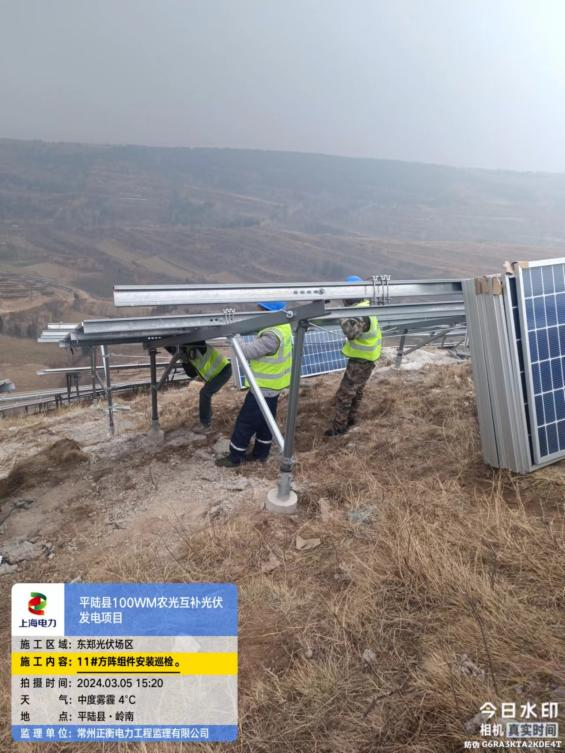 上海电力
平陆县100WM农光互补光伏
发电项目
施工区域：东郑光伏场区
施工内容：11#方阵组件安装巡检。
拍摄时间：2024.03.05 15:20
天气：中度雾霾 4℃
地点：平陆县·岭南
监理单位：常州正衡电力工程监理有限公司
今日水印
相机 真实时间
防伪 G6RA3KTA2KDE4T